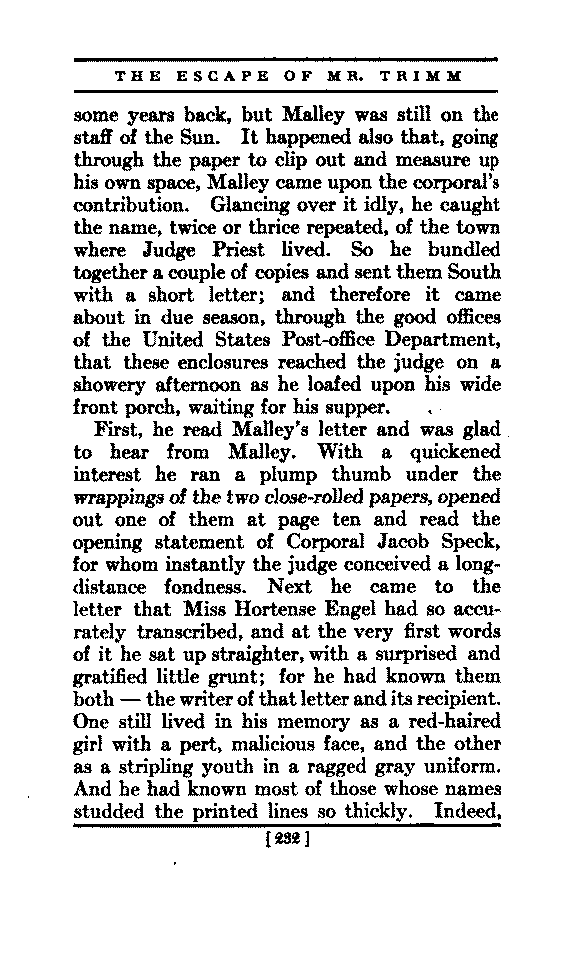 THE ESCAPE OF MR. TRIMM
some years back, but Malley was still on the
staff of the Sun. It happened also that, going
through the paper to clip out and measure up
his own space, Malley came upon the corporal's
contribution. Glancing over it idly, he caught
the name, twice or thrice repeated, of the town
where Judge Priest lived. So he bundled
together a couple of copies and sent them South
with a short letter; and therefore it came
about in due season, through the good offices
of the United States Post-office Department,
that these enclosures reached the judge on a
showery afternoon as he loafed upon his wide
front porch, waiting for his supper.
First, he read Malley's letter and was glad
to hear from Malley. With a quickened
interest he ran a plump thumb under the
wrappings of the two close-rolled papers, opened
out one of them at page ten and read the
opening statement of Corporal Jacob Speck,
for whom instantly the judge conceived a long-
distance fondness. Next he came to the
letter that Miss Hortense Engel had so accu-
rately transcribed, and at the very first words
of it he sat up straighter, with a surprised and
gratified little grunt; for he had known them
both — the writer of that letter and its recipient.
One still lived in his memory as a red-haired
girl with a pert, malicious face, and the other
as a stripling youth in a ragged gray uniform.
And he had known most of those whose names
studded the printed lines so thickly. Indeed,
[232]